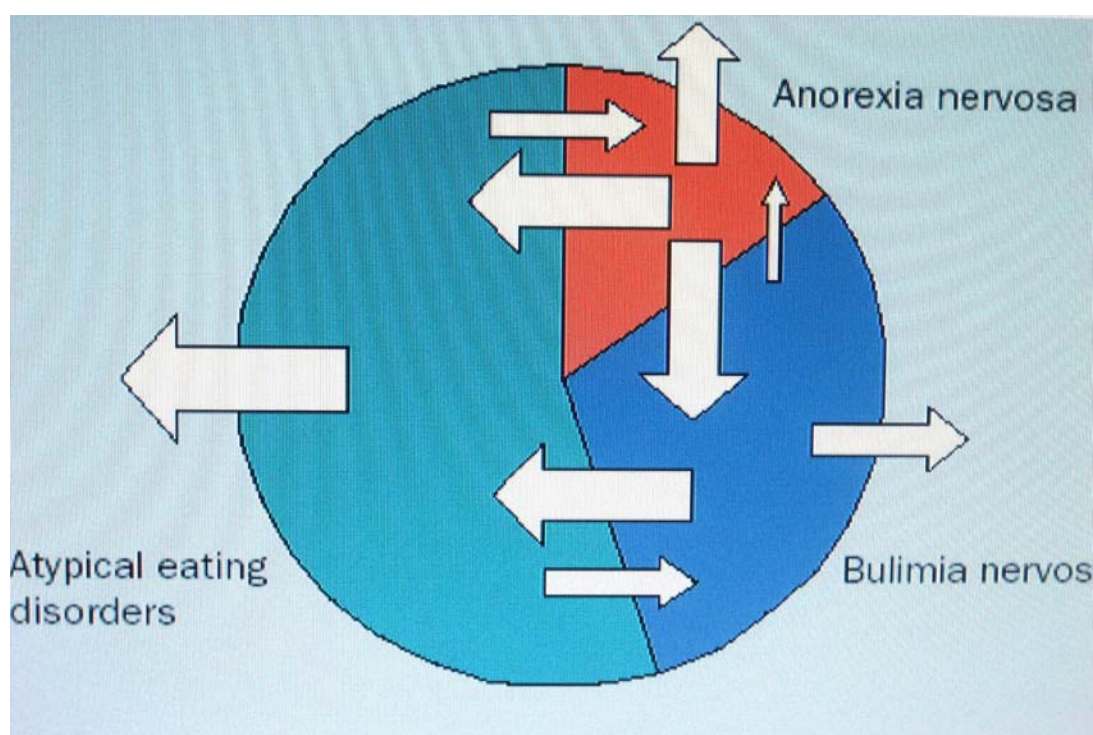 Anorexia nervosa
Atypical eating
disorders
Bulimia nervos